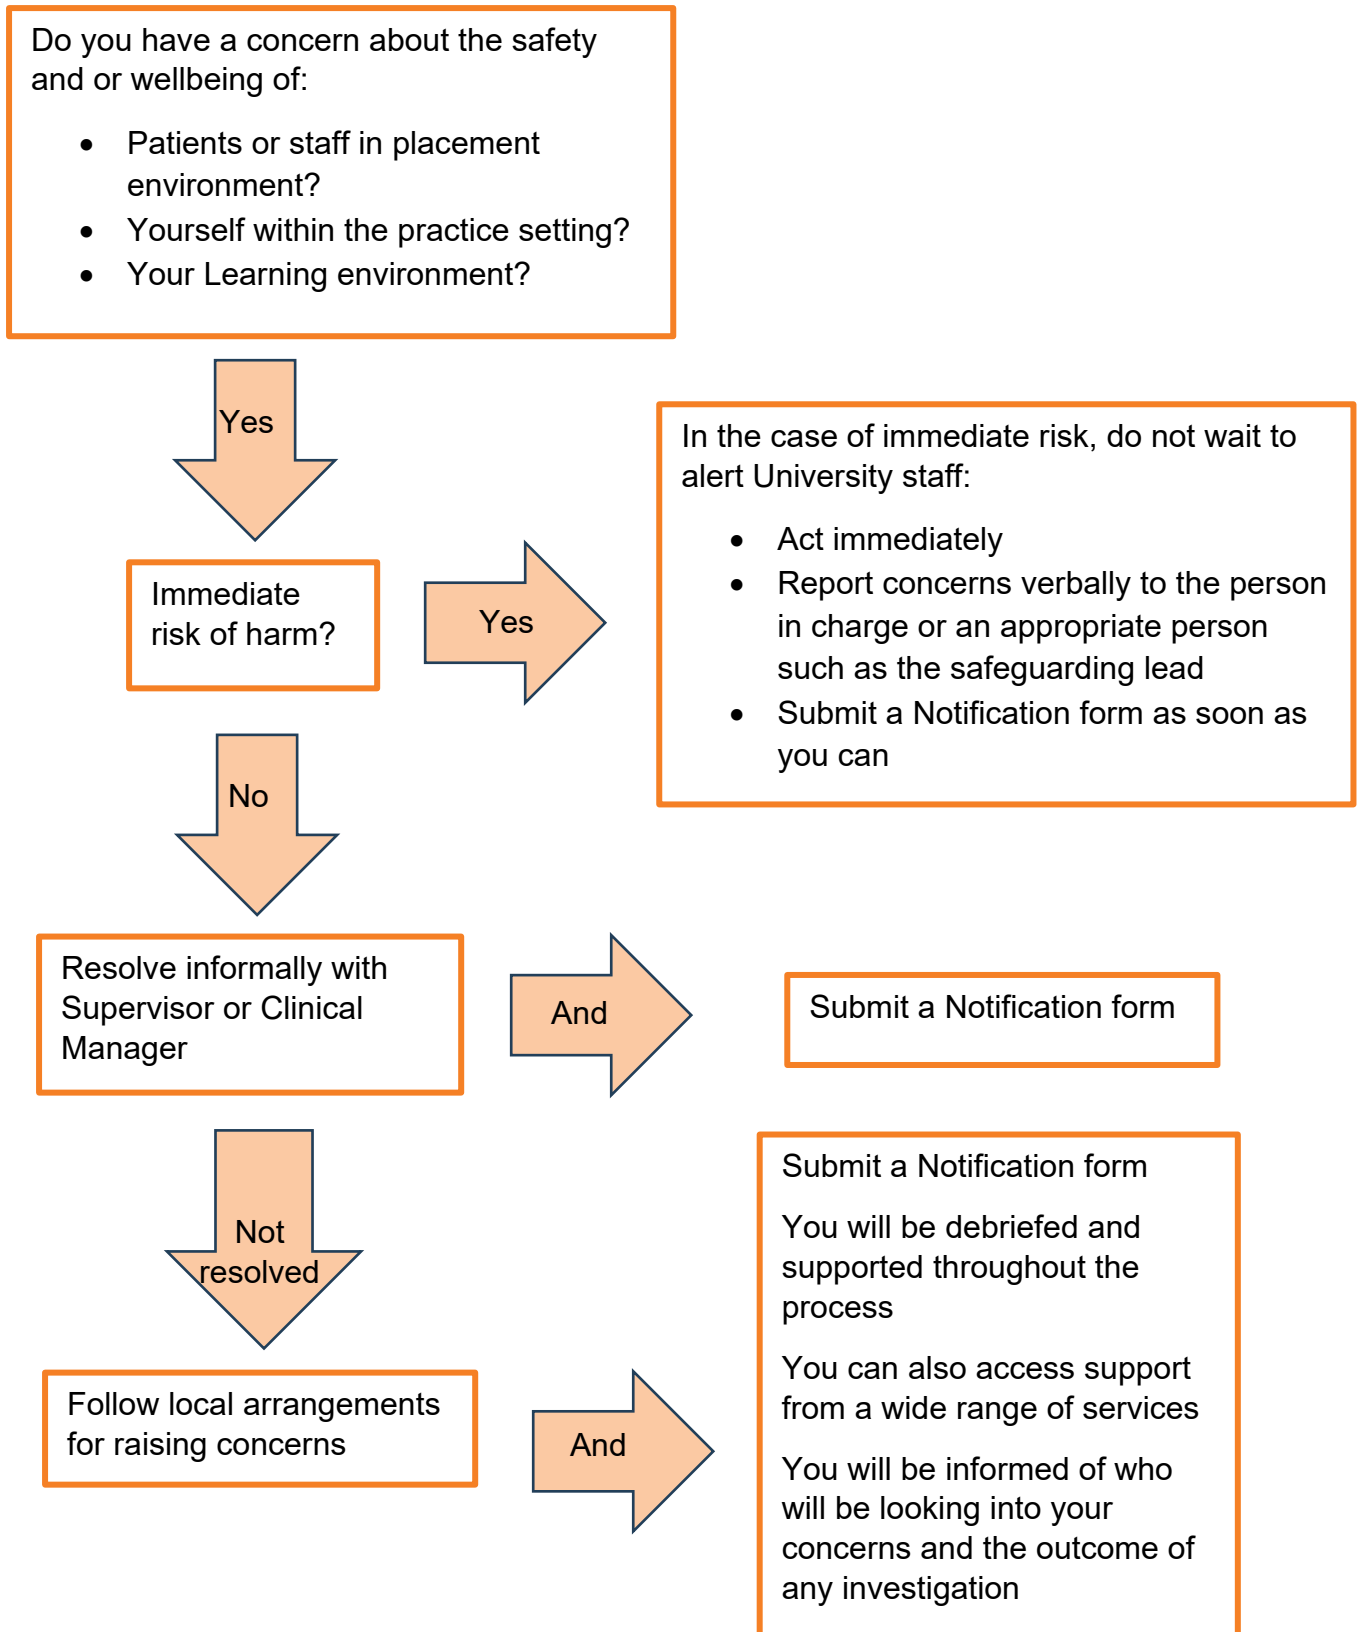 Do you have a concern about the safety
and or wellbeing of:
• Patients or staff in placement
environment?
• Yourself within the practice setting?
• Your Learning environment?
Yes
In the case of immediate risk, do not wait to
alert University staff:
• Act immediately
• Report concerns verbally to the person
in charge or an appropriate person
such as the safeguarding lead
• Submit a Notification form as soon as
you can
Immediate
risk of harm?
Yes
No
Resolve informally with
Supervisor or Clinical
Manager
And
Submit a Notification form
Not
resolved
Follow local arrangements
for raising concerns
And
Submit a Notification form
You will be debriefed and
supported throughout the
process
You can also access support
from a wide range of services
You will be informed of who
will be looking into your
concerns and the outcome of
any investigation